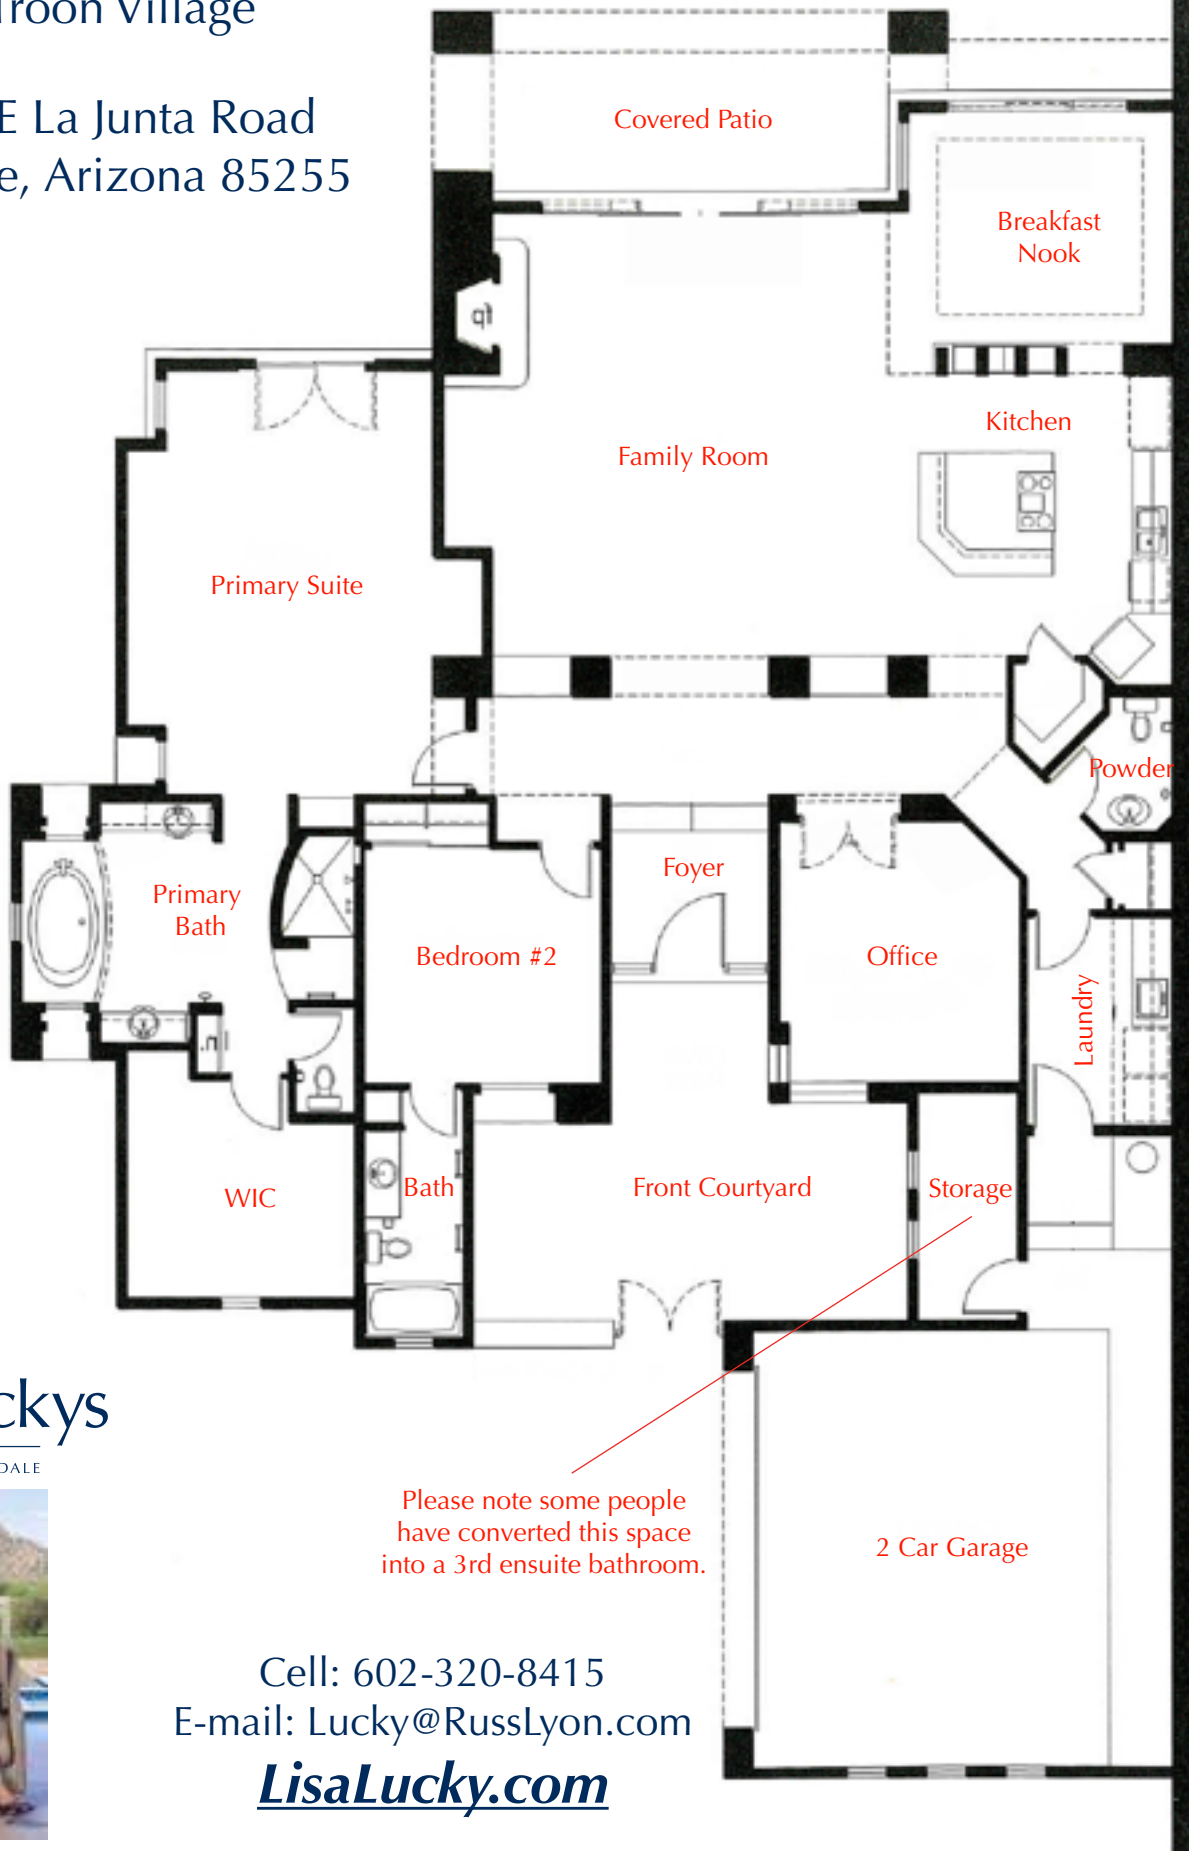 Troon Village
E La Junta Road
e, Arizona 85255
Covered Patio
Breakfast
Nook
fp
Kitchen
Family Room
Primary Suite
Powder
Foyer
Primary
Bath
Bedroom #2
Office
Laundry
WIC
Bath
Front Courtyard
Storage
ckys
DALE
Please note some people
have converted this space
into a 3rd ensuite bathroom.
2 Car Garage
Cell: 602-320-8415
E-mail: Lucky@RussLyon.com
LisaLucky.com